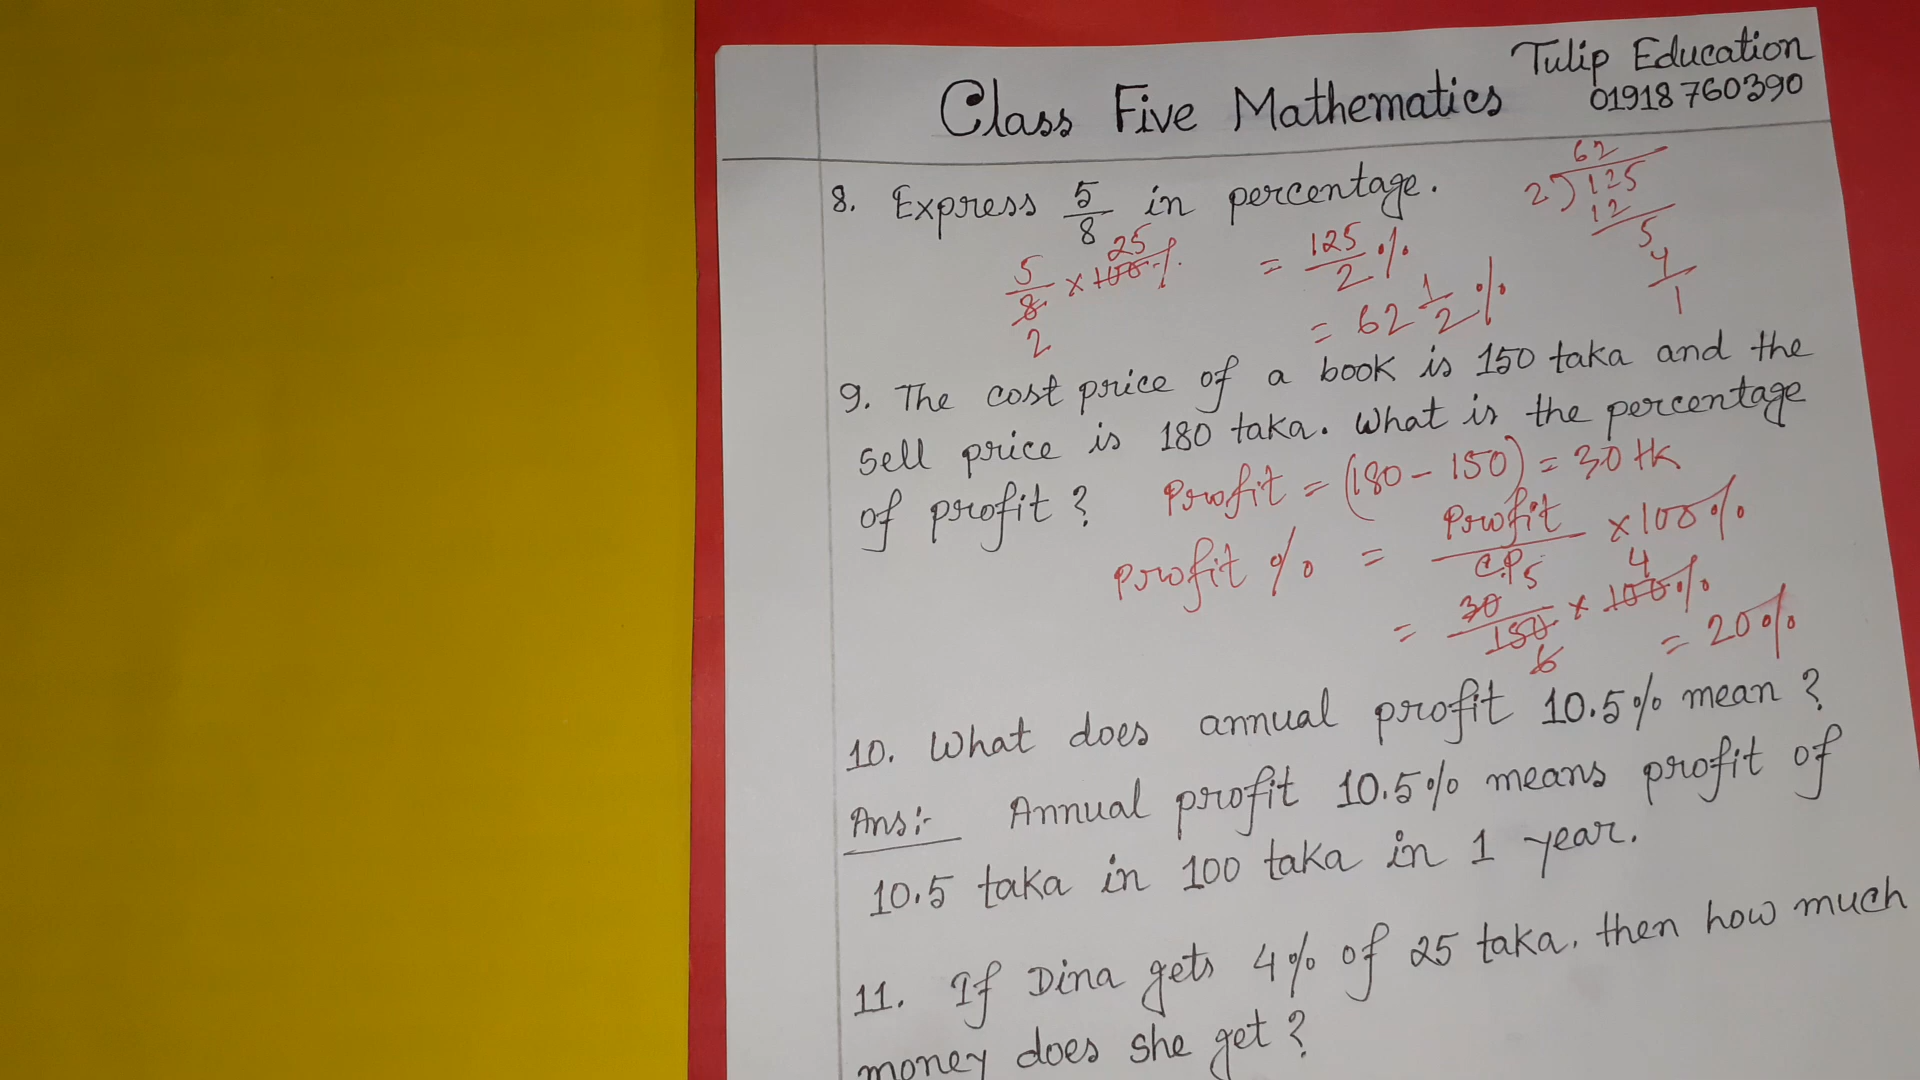 Tulip Education
Class Five Mathematics 01918760390
8. Express 5/8 in percentage.
5/8 × 100% = 125/2 %
25
2
= 62 1/2 %
62
2)125
12
5
4
1
9. The cost price of a book is 150 taka and the
sell price is 180 taka. What is the percentage
of profit? Profit = (180 - 150) = 30 tk
Profit % = Profit/C.P × 100%
= 30/150 × 100% = 20%
5
4
6
10. What does annual profit 10.5% mean?
Ans:- Annual profit 10.5% means profit of
10.5 taka in 100 taka in 1 year.
11. If Dina gets 4% of 25 taka. then how much
money does she get?